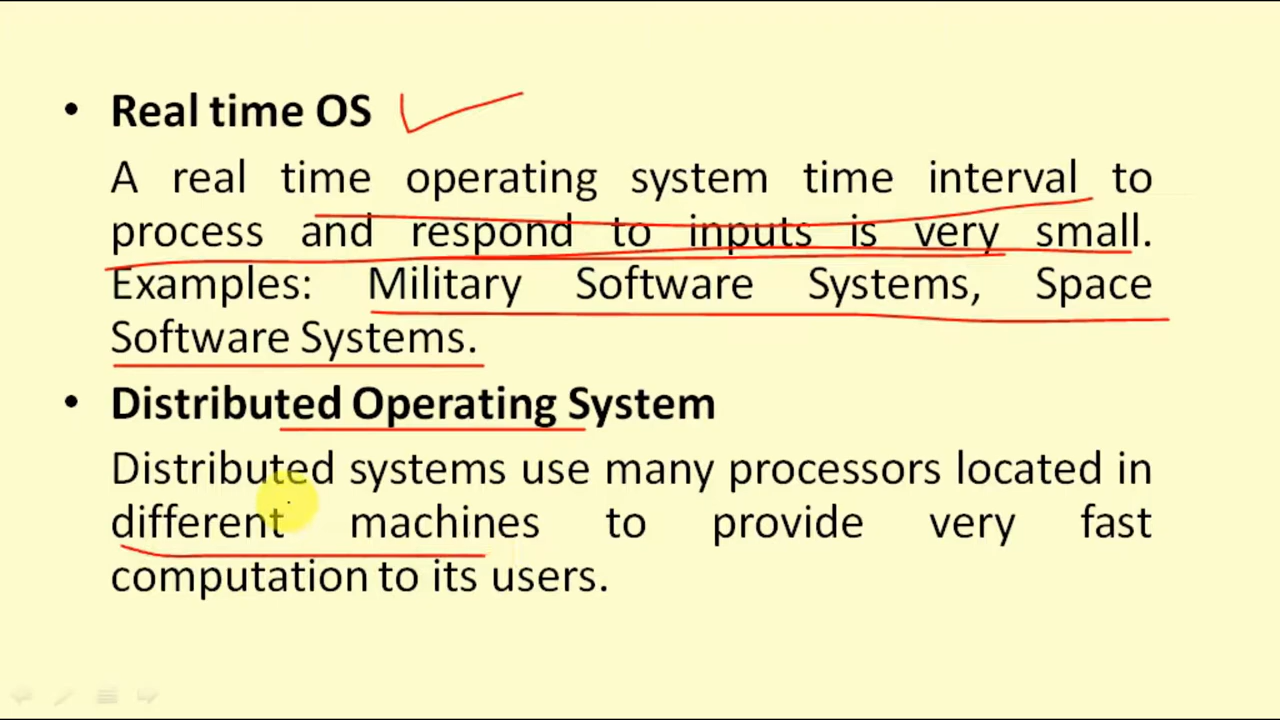 • Real time OS
A real time operating system time interval to
process and respond to inputs is very small.
Examples: Military Software Systems, Space
Software Systems.
• Distributed Operating System
Distributed systems use many processors located in
different machines to provide very fast
computation to its users.